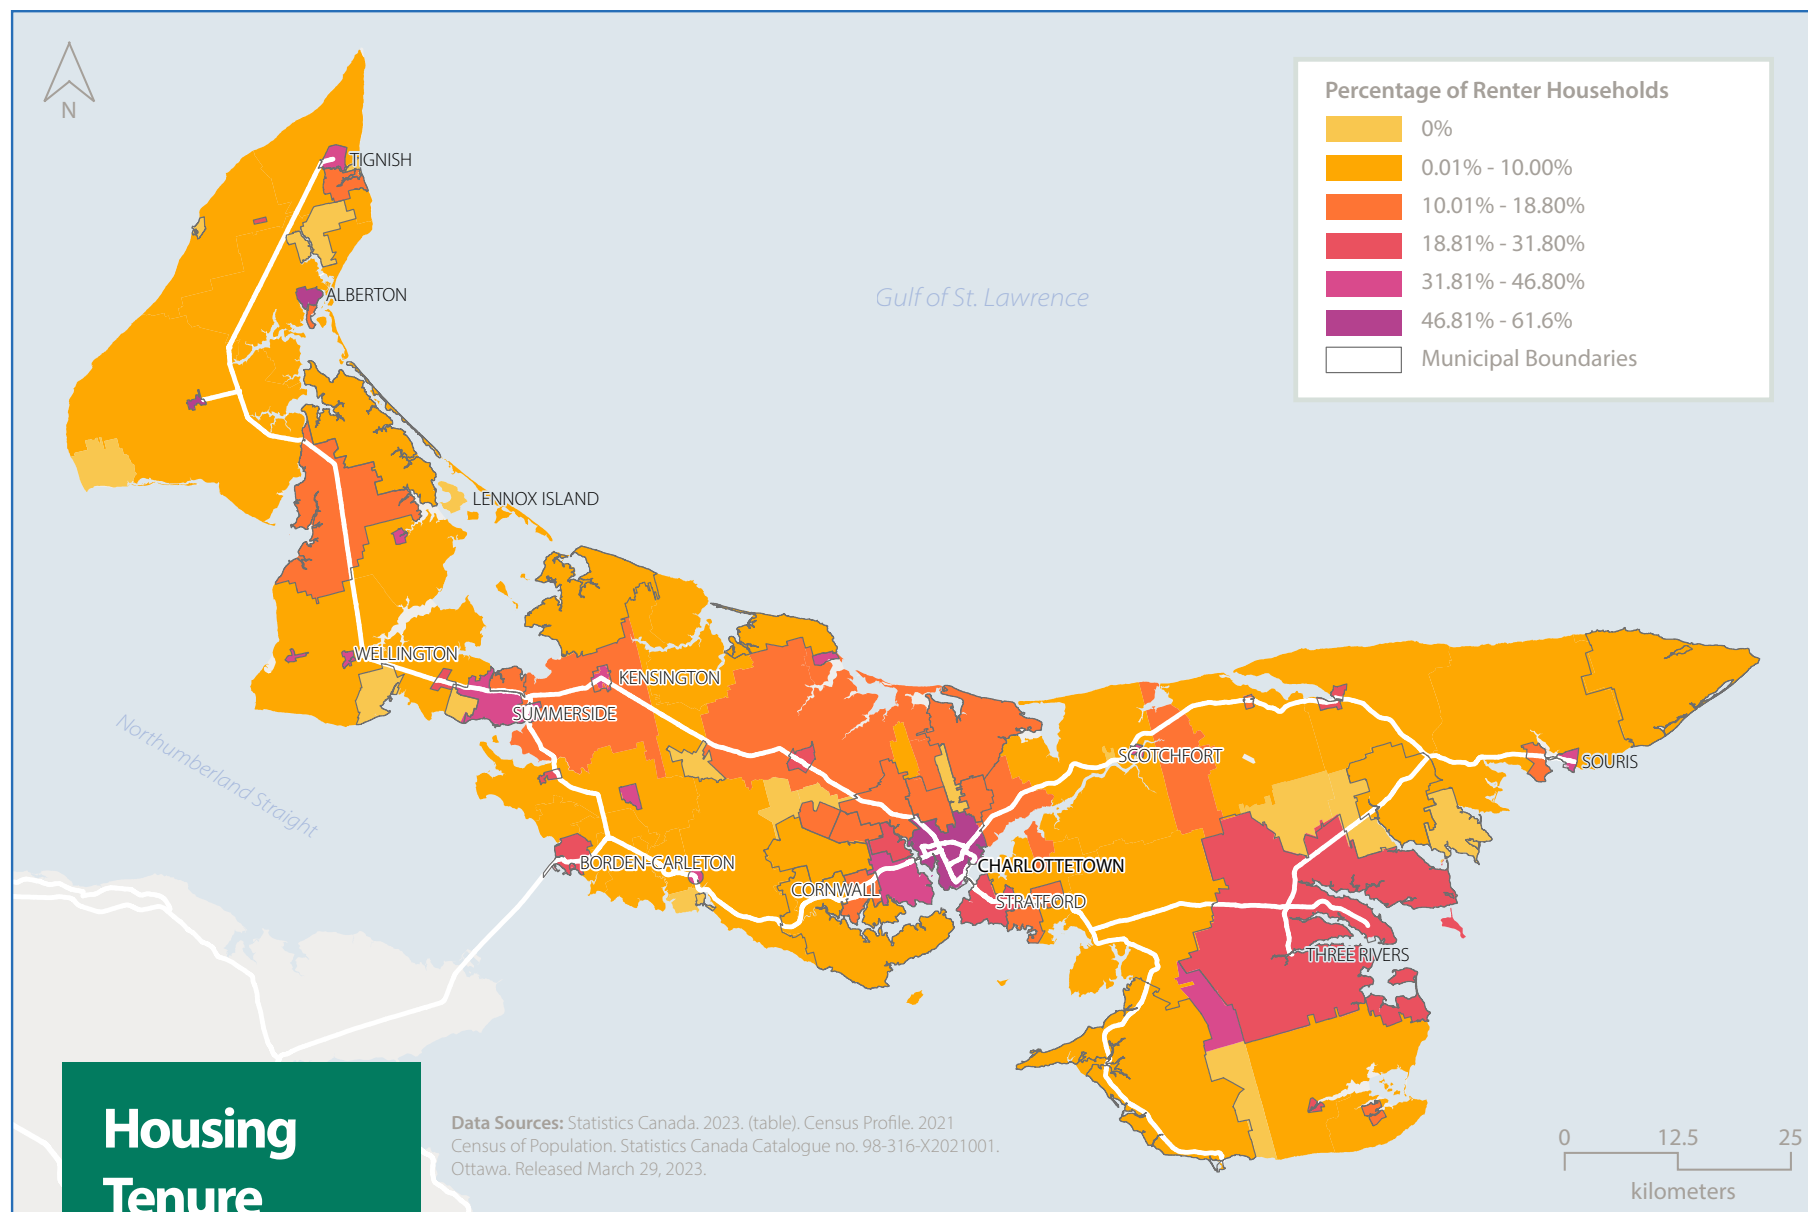 N
Percentage of Renter Households
0%
0.01% - 10.00%
10.01% - 18.80%
18.81% - 31.80%
31.81% - 46.80%
46.81% - 61.6%
Municipal Boundaries
TIGNISH
ALBERTON
Gulf of St. Lawrence
LENNOX ISLAND
WELLINGTON
KENSINGTON
SUMMERSIDE
Northumberland Straight
SCOTCHFORT
SOURIS
BORDEN-CARLETON
CHARLOTTETOWN
CORNWALL
STRATFORD
THREE RIVERS
Housing
Tenure
Data Sources: Statistics Canada. 2023. (table). Census Profile. 2021
Census of Population. Statistics Canada Catalogue no. 98-316-X2021001.
Ottawa. Released March 29, 2023.
0 12.5 25
kilometers